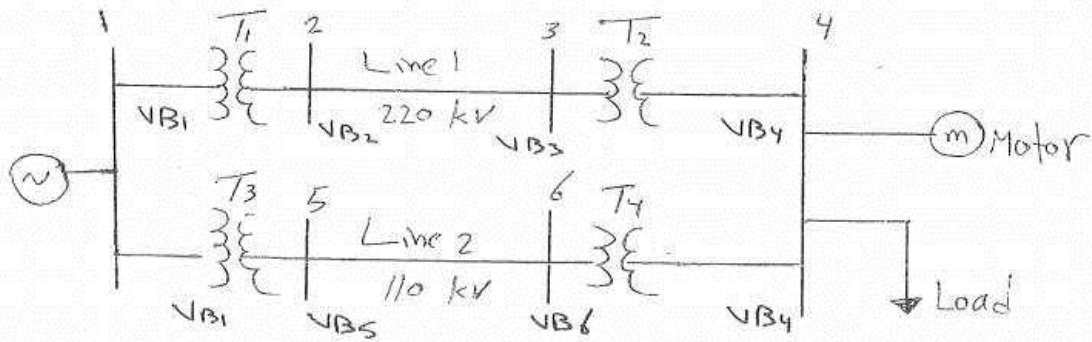 1 T1 2 Line 1 3 T2 4
220 kv
VB1 VB2 VB3 VB4
m Motor
~
T3 5 Line 2 6 T4
110 kv
Load
VB1 VB5 VB6 VB4